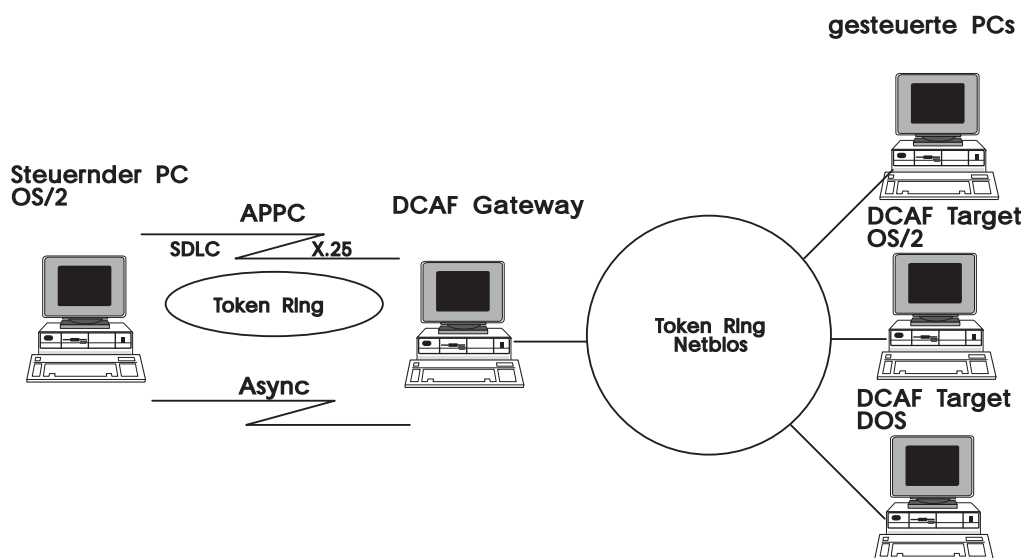 gesteuerte PCs
Steuernder PC
OS/2
APPC
SDLC
X.25
Token Ring
Async
DCAF Gateway
Token Ring
Netbios
DCAF Target
OS/2
DCAF Target
DOS